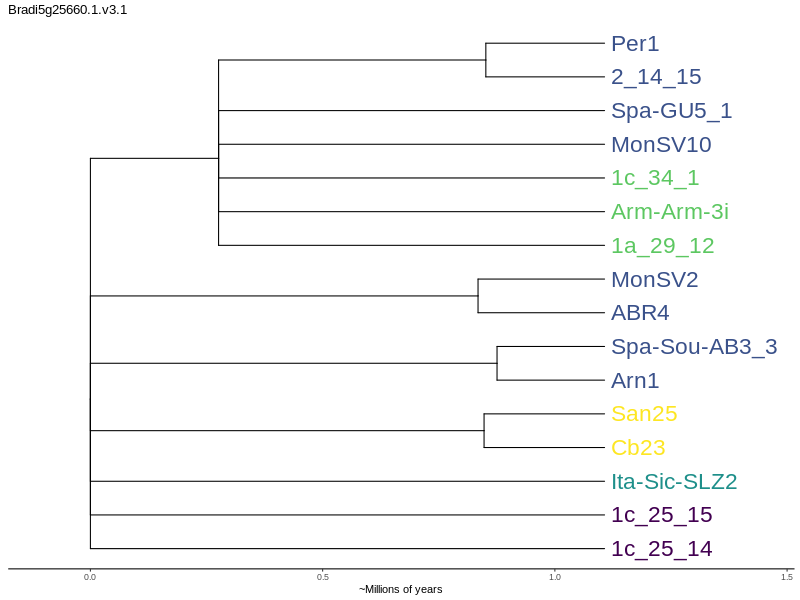 Bradi5g25660.1.v3.1
Per1
2_14_15
Spa-GU5_1
MonSV10
1c_34_1
Arm-Arm-3i
1a_29_12
MonSV2
ABR4
Spa-Sou-AB3_3
Arn1
San25
Cb23
Ita-Sic-SLZ2
1c_25_15
1c_25_14
0.0 0.5 1.0 1.5
~Millions of years